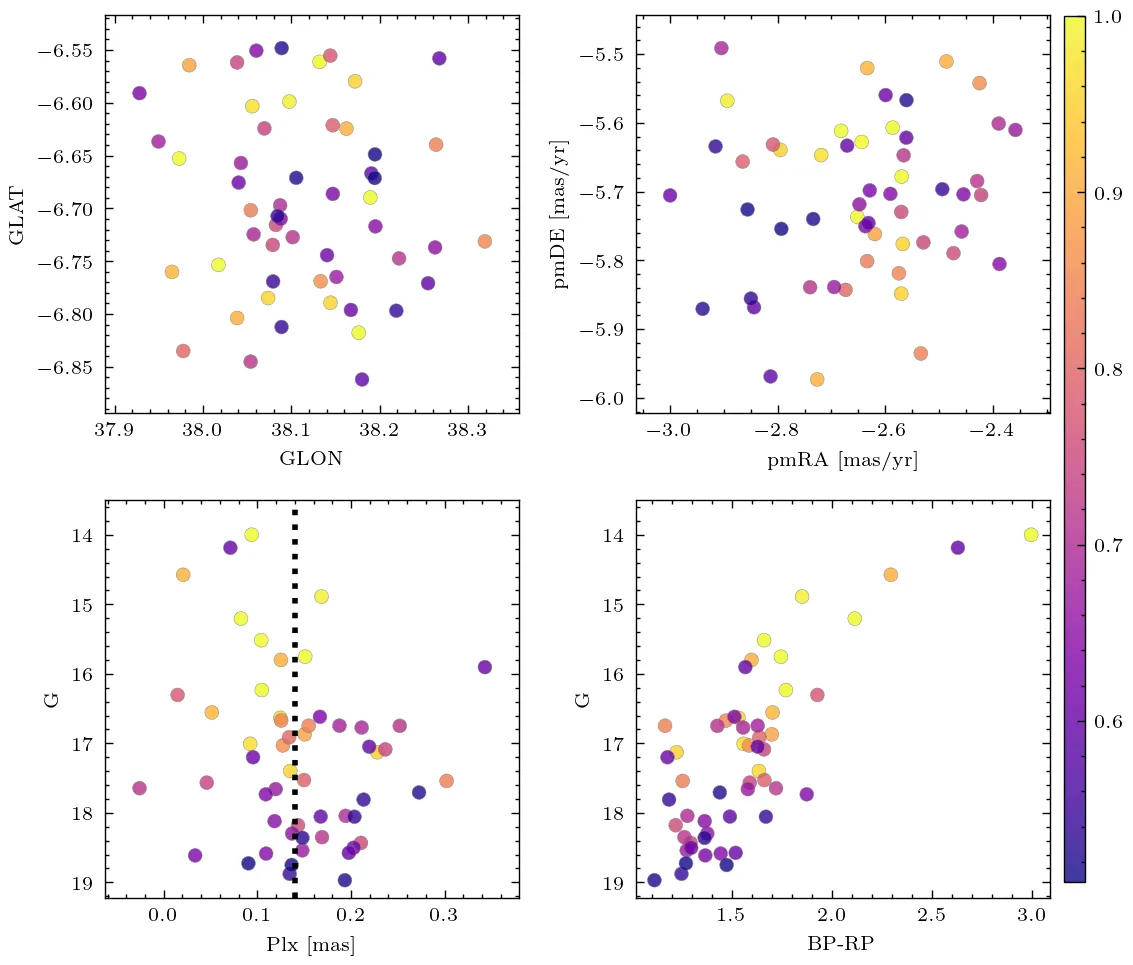 −6.55
−6.60
−6.65
−6.70
−6.75
−6.80
−6.85
GLAT
37.9 38.0 38.1 38.2 38.3
GLON
−5.5
−5.6
−5.7
−5.8
−5.9
−6.0
pmDE [mas/yr]
−3.0 −2.8 −2.6 −2.4
pmRA [mas/yr]
14
15
16
17
18
19
G
0.0 0.1 0.2 0.3
Plx [mas]
14
15
16
17
18
19
G
1.5 2.0 2.5 3.0
BP-RP
1.0
0.9
0.8
0.7
0.6